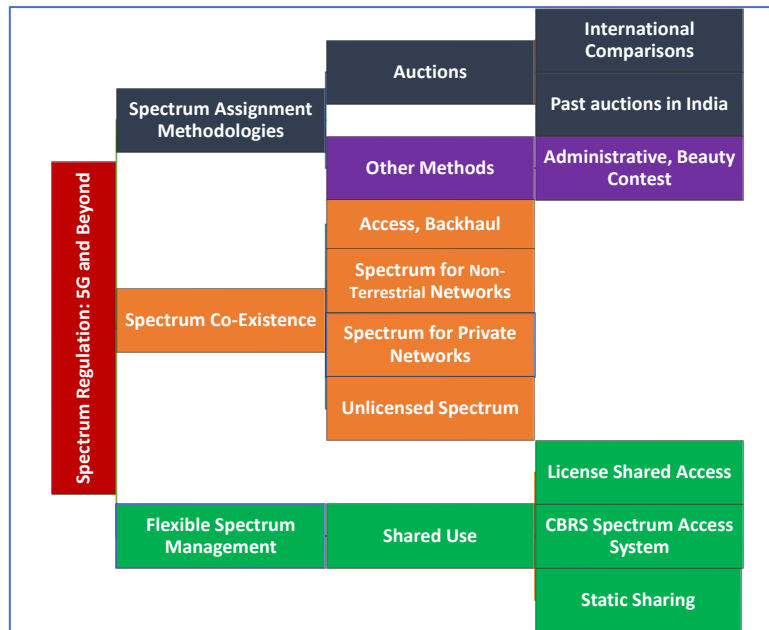 Spectrum Regulation: 5G and Beyond
Spectrum Assignment
Methodologies
Auctions
International
Comparisons
Past auctions in India
Other Methods
Administrative, Beauty
Contest
Spectrum Co-Existence
Access, Backhaul
Spectrum for Non-
Terrestrial Networks
Spectrum for Private
Networks
Unlicensed Spectrum
Flexible Spectrum
Management
Shared Use
License Shared Access
CBRS Spectrum Access
System
Static Sharing